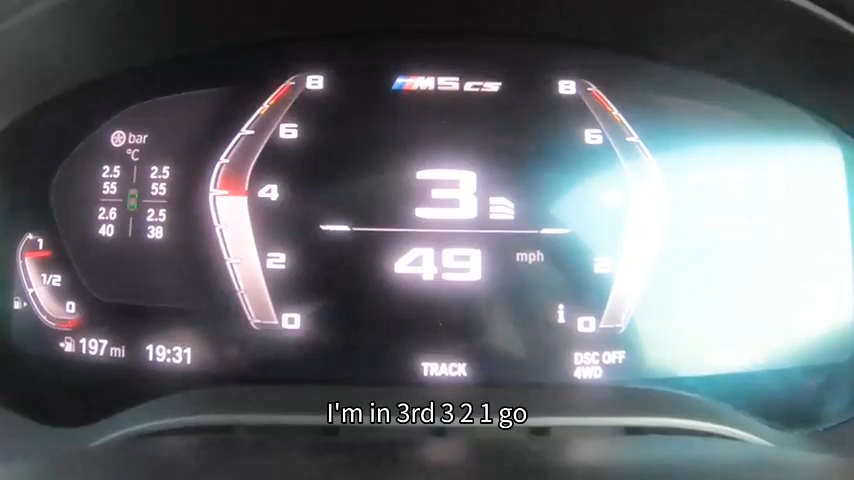 M5 CS
bar
°C
2.5 2.5
55 55
2.6 2.5
40 38
8
6
4
2
0
3
49 mph
8
6
2
0
1
1/2
0
197 mi
19:31
TRACK
i
DSC OFF
4WD
I'm in 3rd 3 2 1 go